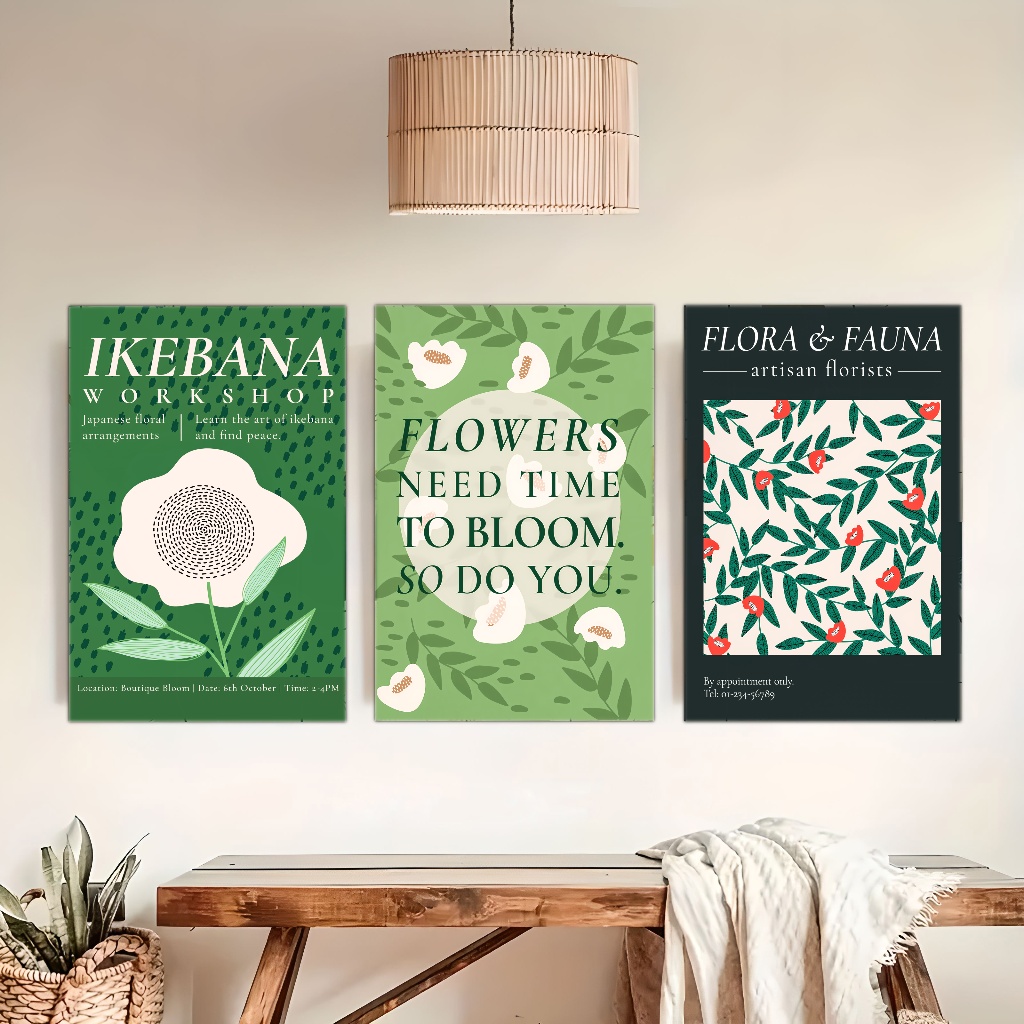 IKEBANA
WORKSHOP
Japanese floral
arrangements
Learn the art of ikebana
and find peace.
Location: Boutique Bloom | Date: 6th October Time: 2-4PM
FLOWERS
NEED TIME
TO BLOOM.
SO DO YOU.
FLORA & FAUNA
artisan florists
By appointment only.
Tel: 01-234-56789